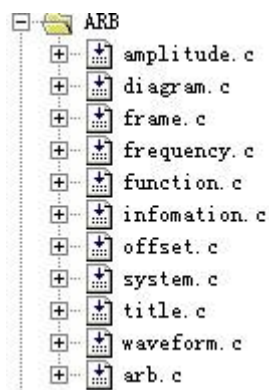 ARB
amplitude.c
diagram.c
frame.c
frequency.c
function.c
infomation.c
offset.c
system.c
title.c
waveform.c
arb.c